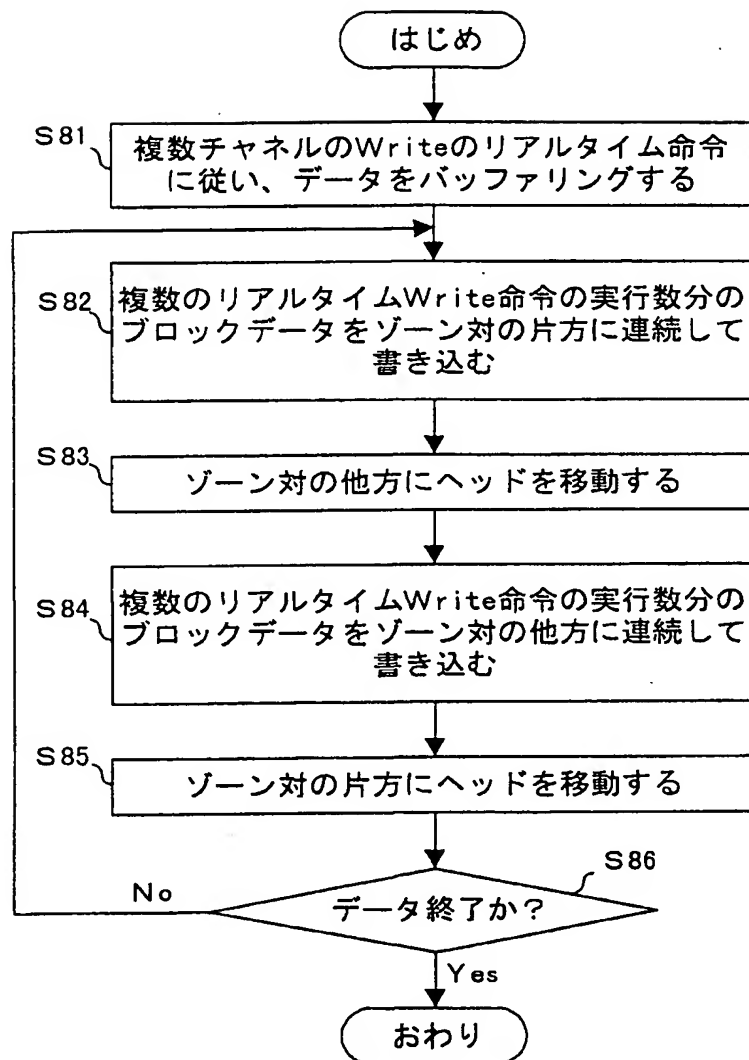 はじめ
S81
複数チャネルのWriteのリアルタイム命令
に従い、データをバッファリングする
S82
複数のリアルタイムWrite命令の実行数分の
ブロックデータをゾーン対の片方に連続して
書き込む
S83
ゾーン対の他方にヘッドを移動する
S84
複数のリアルタイムWrite命令の実行数分の
ブロックデータをゾーン対の他方に連続して
書き込む
S85
ゾーン対の片方にヘッドを移動する
S86
No
データ終了か?
Yes
おわり